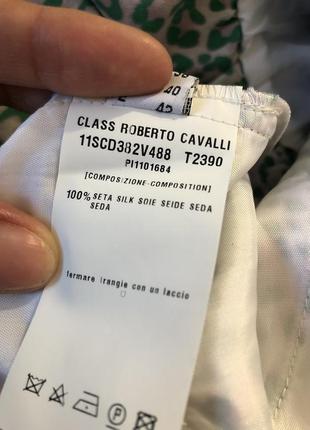 40
42
CLASS ROBERTO CAVALLI
11SCD382V488 T2390
PI1101684
[COMPOSIZIONE-COMPOSITION]
100% SETA SILK SOIE SEIDE SEDA
SEDA
fermare frangie con un laccio
U
P